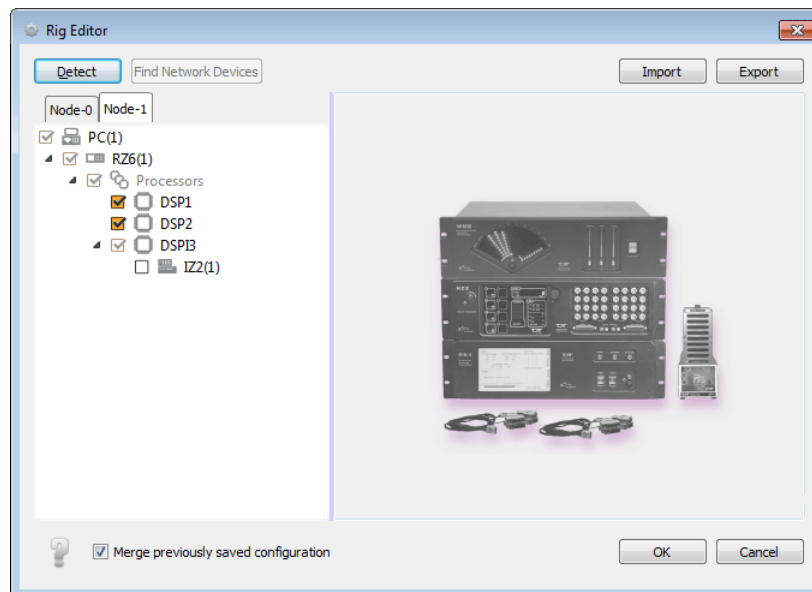 Rig Editor
Detect
Find Network Devices
Import
Export
Node-0
Node-1
PC(1)
RZ6(1)
Processors
DSP1
DSP2
DSPI3
IZ2(1)
Merge previously saved configuration
OK
Cancel